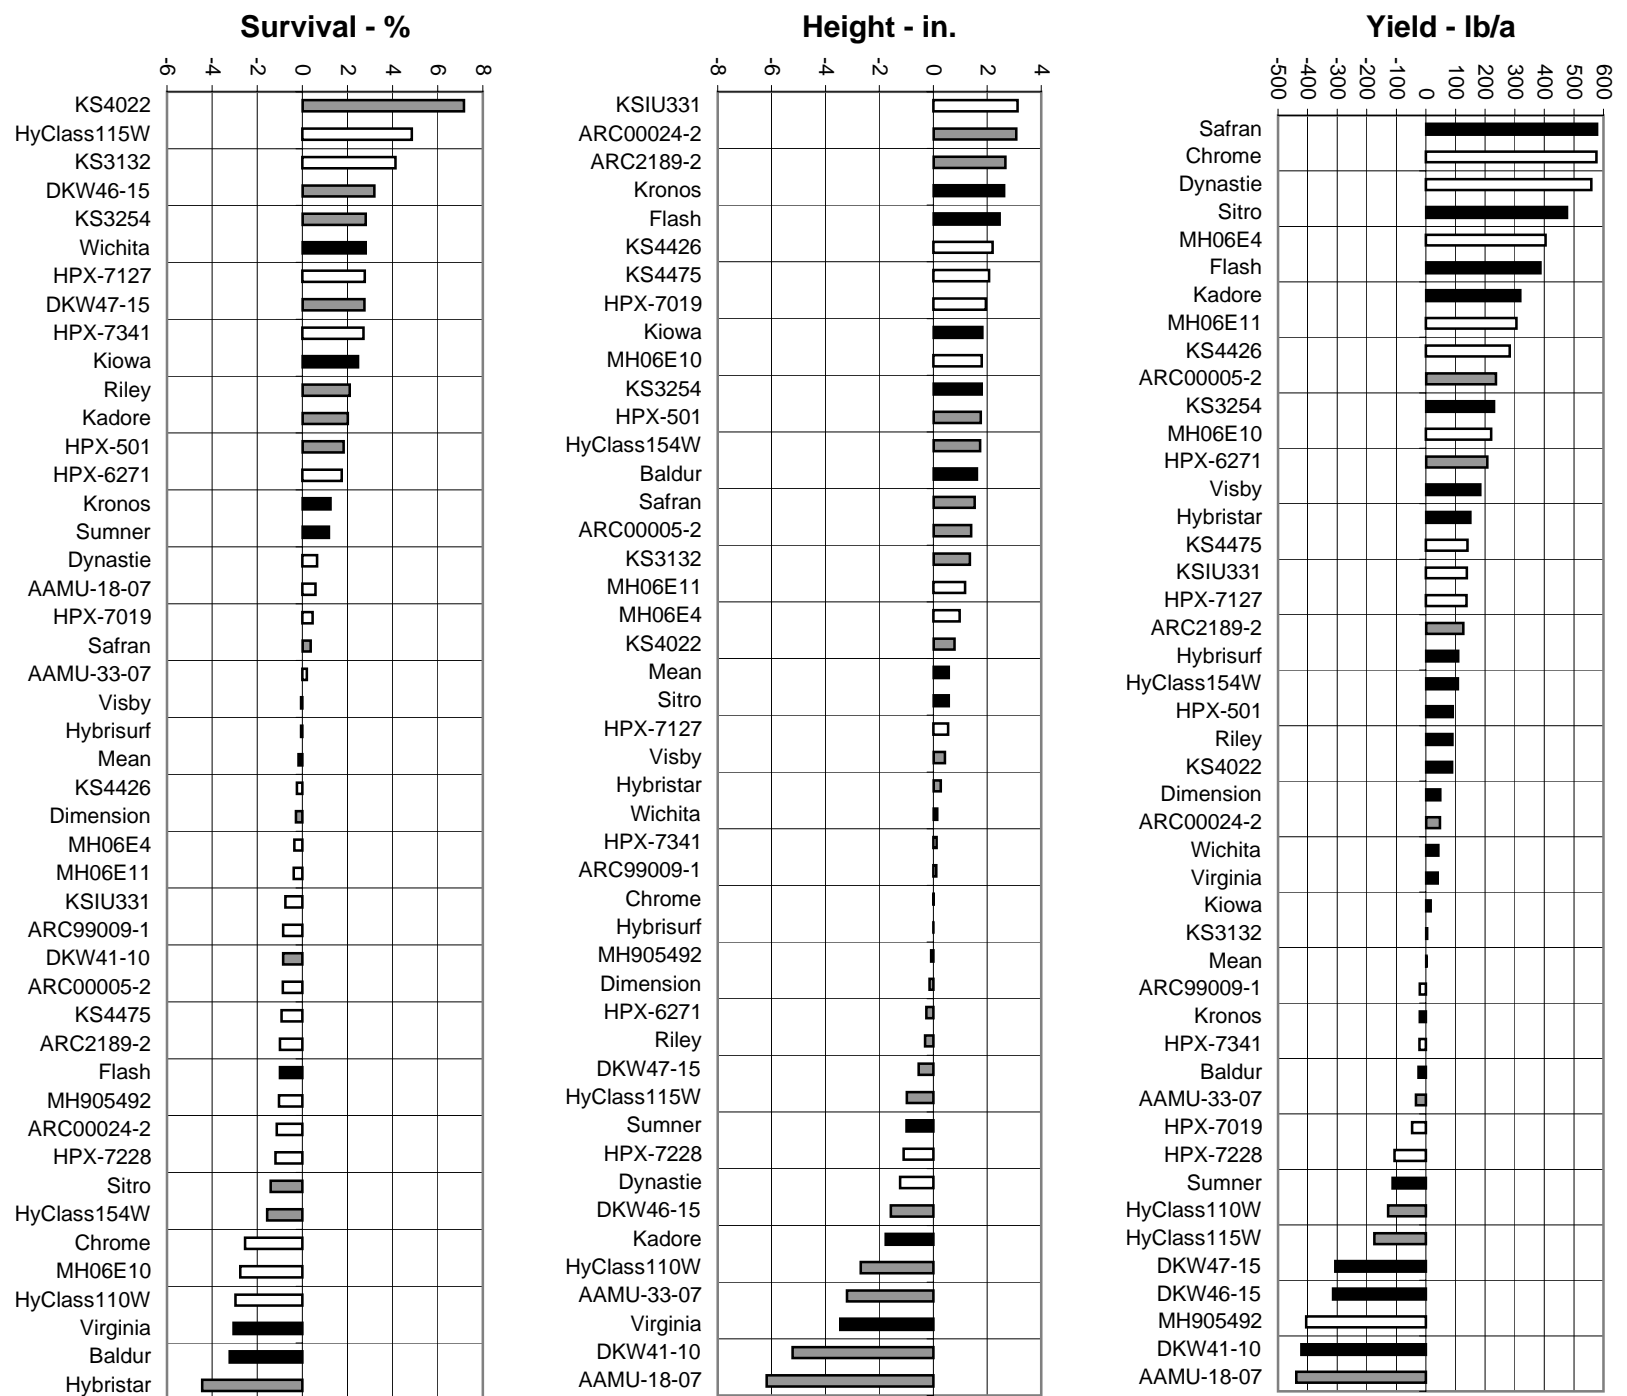 Survival - %
-6 -4 -2 0 2 4 6 8
KS4022
HyClass115W
KS3132
DKW46-15
KS3254
Wichita
HPX-7127
DKW47-15
HPX-7341
Kiowa
Riley
Kadore
HPX-501
HPX-6271
Kronos
Sumner
Dynastie
AAMU-18-07
HPX-7019
Safran
AAMU-33-07
Visby
Hybrisurf
Mean
KS4426
Dimension
MH06E4
MH06E11
KSIU331
ARC99009-1
DKW41-10
ARC00005-2
KS4475
ARC2189-2
Flash
MH905492
ARC00024-2
HPX-7228
Sitro
HyClass154W
Chrome
MH06E10
HyClass110W
Virginia
Baldur
Hybristar
Height - in.
-8 -6 -4 -2 0 2 4
KSIU331
ARC00024-2
ARC2189-2
Kronos
Flash
KS4426
KS4475
HPX-7019
Kiowa
MH06E10
KS3254
HPX-501
HyClass154W
Baldur
Safran
ARC00005-2
KS3132
MH06E11
MH06E4
KS4022
Mean
Sitro
HPX-7127
Visby
Hybristar
Wichita
HPX-7341
ARC99009-1
Chrome
Hybrisurf
MH905492
Dimension
HPX-6271
Riley
DKW47-15
HyClass115W
Sumner
HPX-7228
Dynastie
DKW46-15
Kadore
HyClass110W
AAMU-33-07
Virginia
DKW41-10
AAMU-18-07
Yield - lb/a
-500 -400 -300 -200 -100 0 100 200 300 400 500 600
Safran
Chrome
Dynastie
Sitro
MH06E4
Flash
Kadore
MH06E11
KS4426
ARC00005-2
KS3254
MH06E10
HPX-6271
Visby
Hybristar
KS4475
KSIU331
HPX-7127
ARC2189-2
Hybrisurf
HyClass154W
HPX-501
Riley
KS4022
Dimension
ARC00024-2
Wichita
Virginia
Kiowa
KS3132
Mean
ARC99009-1
Kronos
HPX-7341
Baldur
AAMU-33-07
HPX-7019
HPX-7228
Sumner
HyClass110W
HyClass115W
DKW47-15
DKW46-15
MH905492
DKW41-10
AAMU-18-07